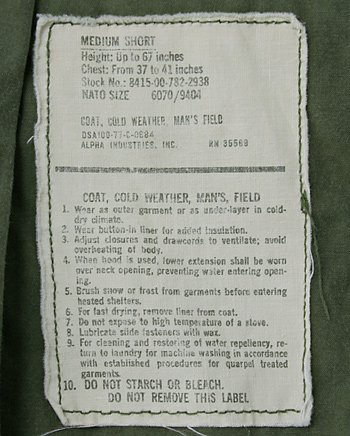 MEDIUM SHORT
Height: Up to 67 inches
Chest: From 37 to 41 inches
Stock No.: 8415-00-782-2938
NATO SIZE 6070/9404
COAT, COLD WEATHER, MAN'S FIELD
DSA100-77-C-0684
ALPHA INDUSTRIES, INC. RN 35569
COAT, COLD WEATHER, MAN'S, FIELD
1. Wear as outer garment or as under-layer in cold-
dry climate.
2. Wear button-in liner for added insulation.
3. Adjust closures and drawcords to ventilate; avoid
overheating of body.
4. When hood is used, lower extension shall be worn
over neck opening, preventing water entering open-
ing.
5. Brush snow or frost from garments before entering
heated shelters.
6. For fast drying, remove liner from coat.
7. Do not expose to high temperature of a stove.
8. Lubricate slide fasteners with wax.
9. For cleaning and restoring of water repellency, re-
turn to laundry for machine washing in accordance
with established procedures for quarpel treated
garments.
10. DO NOT STARCH OR BLEACH.
DO NOT REMOVE THIS LABEL